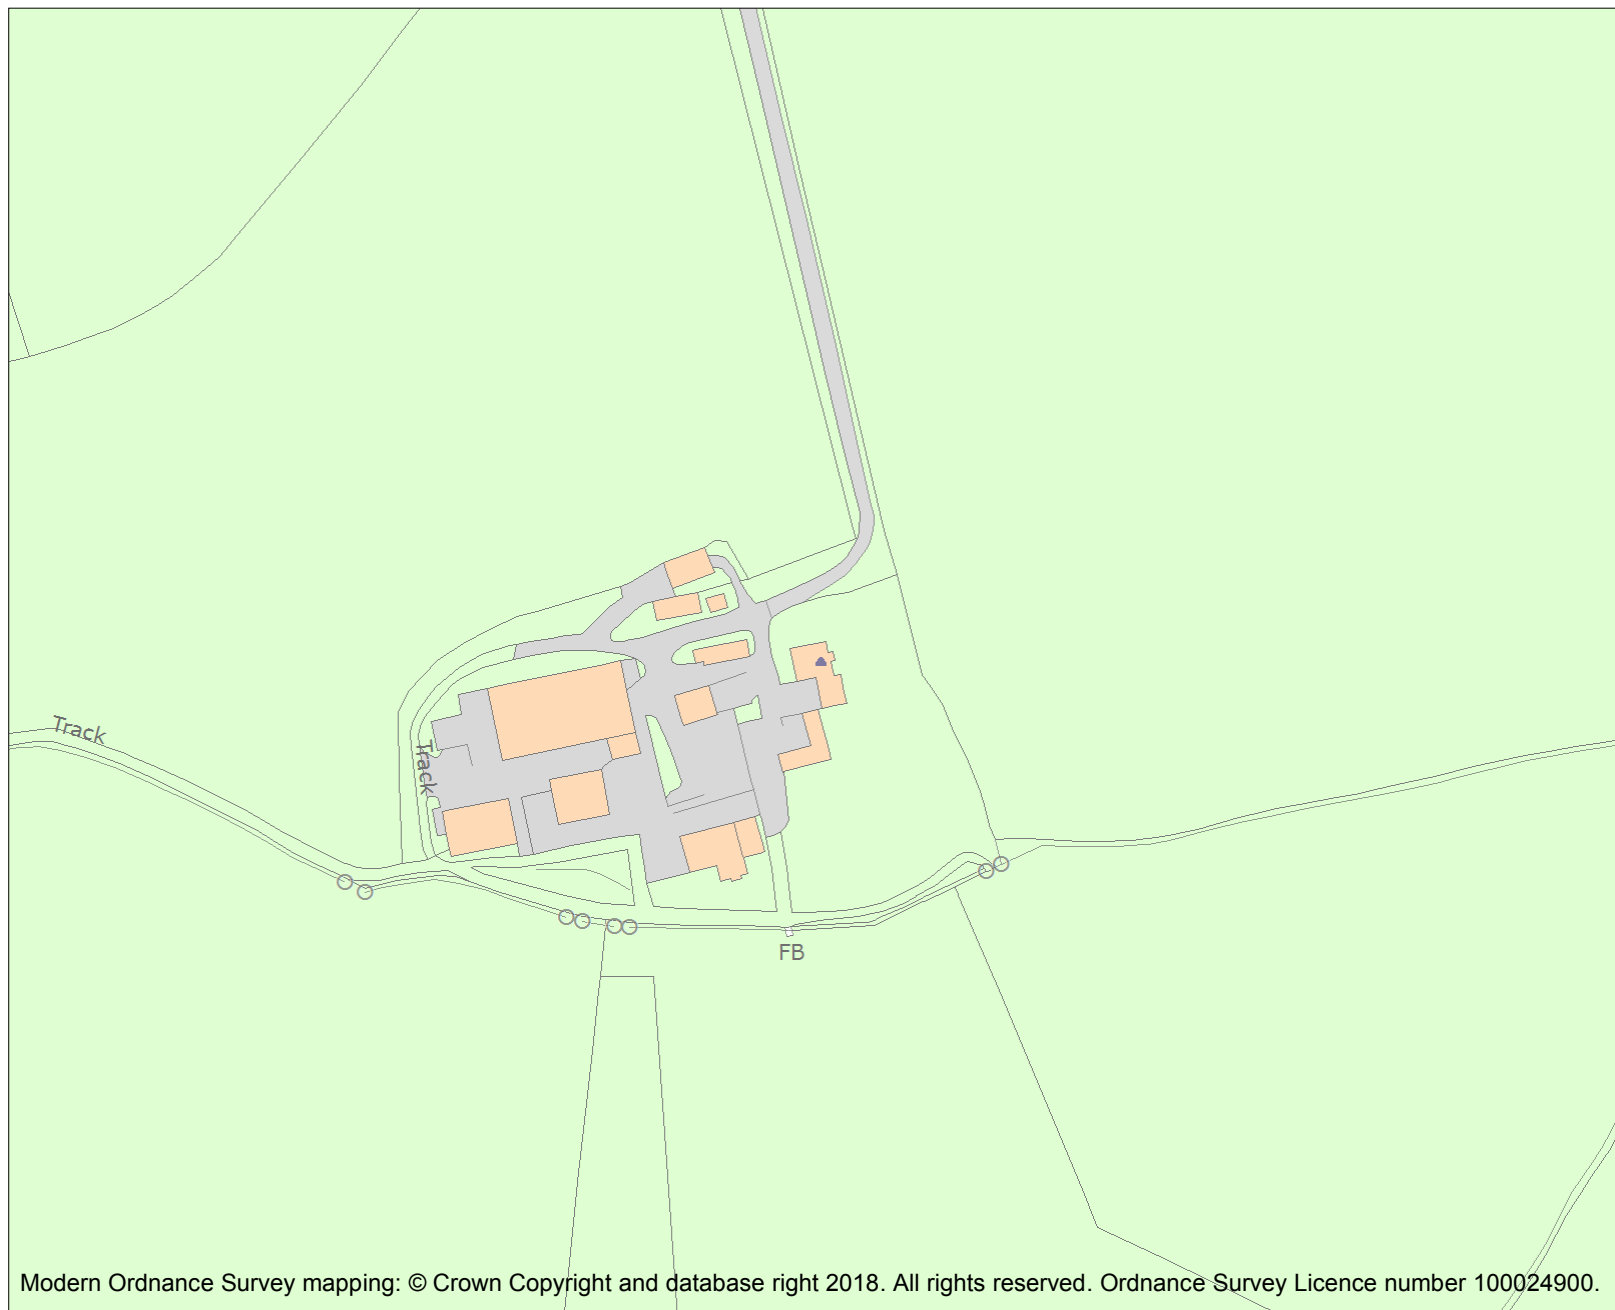 Track
Track
FB
Modern Ordnance Survey mapping: © Crown Copyright and database right 2018. All rights reserved. Ordnance Survey Licence number 100024900.